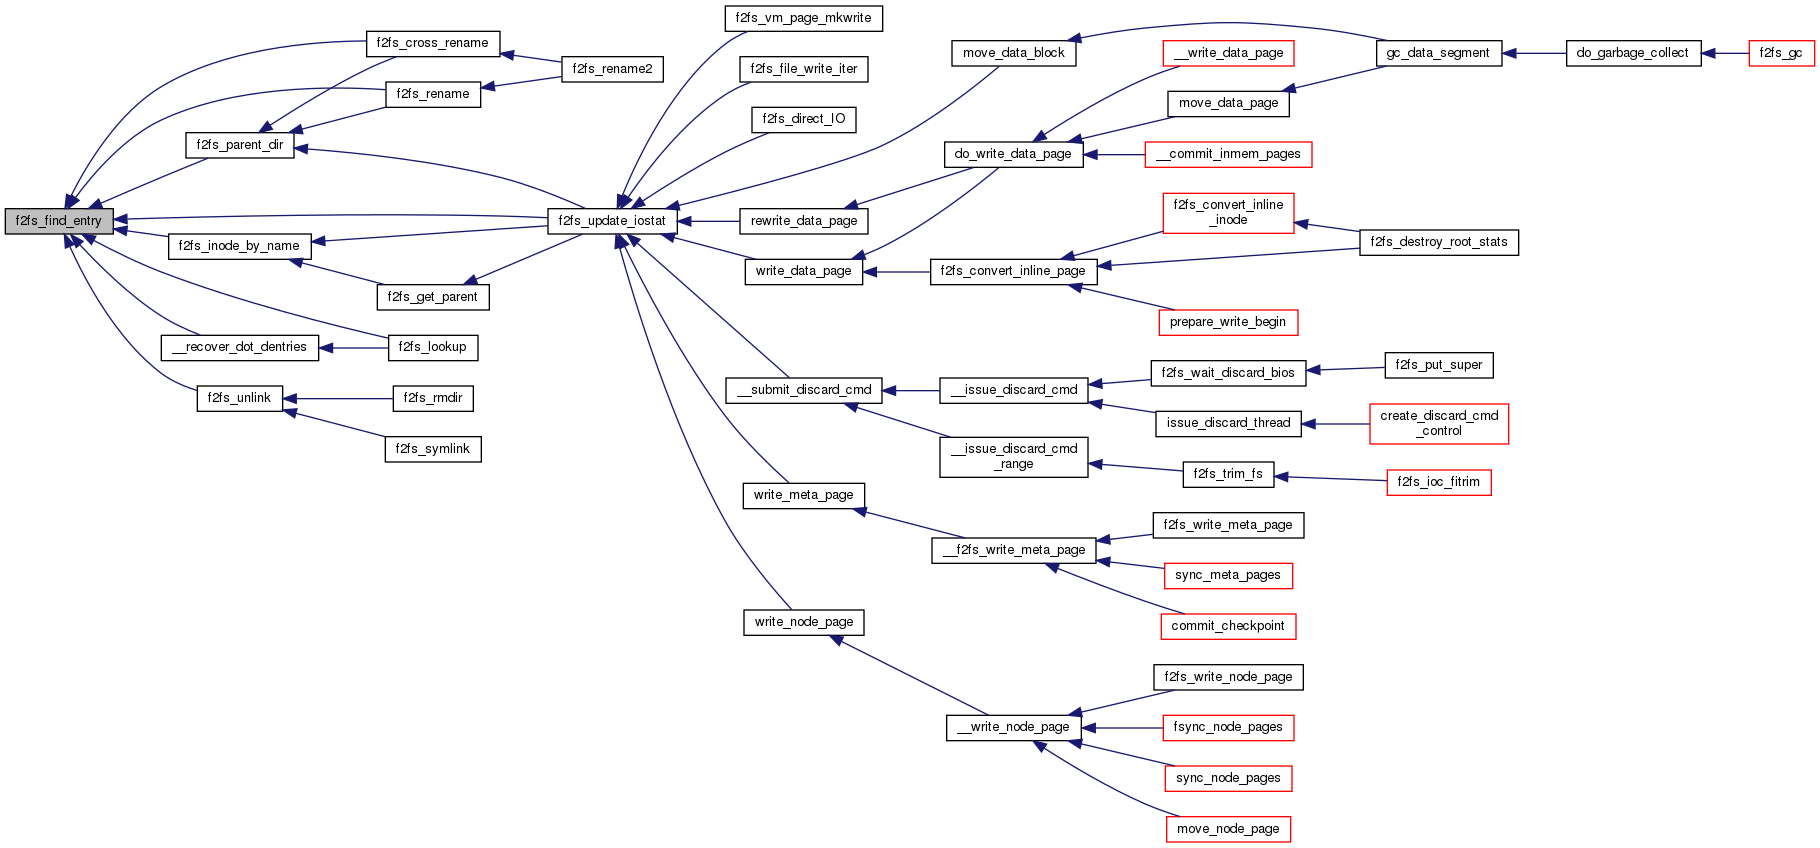 f2fs_find_entry
f2fs_cross_rename
f2fs_rename
f2fs_parent_dir
f2fs_inode_by_name
f2fs_get_parent
__recover_dot_dentries
f2fs_lookup
f2fs_unlink
f2fs_rmdir
f2fs_symlink
f2fs_rename2
f2fs_update_iostat
f2fs_vm_page_mkwrite
f2fs_file_write_iter
f2fs_direct_IO
rewrite_data_page
write_data_page
__submit_discard_cmd
write_meta_page
write_node_page
move_data_block
do_write_data_page
f2fs_convert_inline_page
__issue_discard_cmd
__issue_discard_cmd
_range
__f2fs_write_meta_page
__write_node_page
__write_data_page
move_data_page
__commit_inmem_pages
f2fs_convert_inline
_inode
prepare_write_begin
f2fs_wait_discard_bios
issue_discard_thread
f2fs_trim_fs
f2fs_write_meta_page
sync_meta_pages
commit_checkpoint
f2fs_write_node_page
fsync_node_pages
sync_node_pages
move_node_page
gc_data_segment
f2fs_destroy_root_stats
f2fs_put_super
create_discard_cmd
_control
f2fs_ioc_fitrim
do_garbage_collect
f2fs_gc